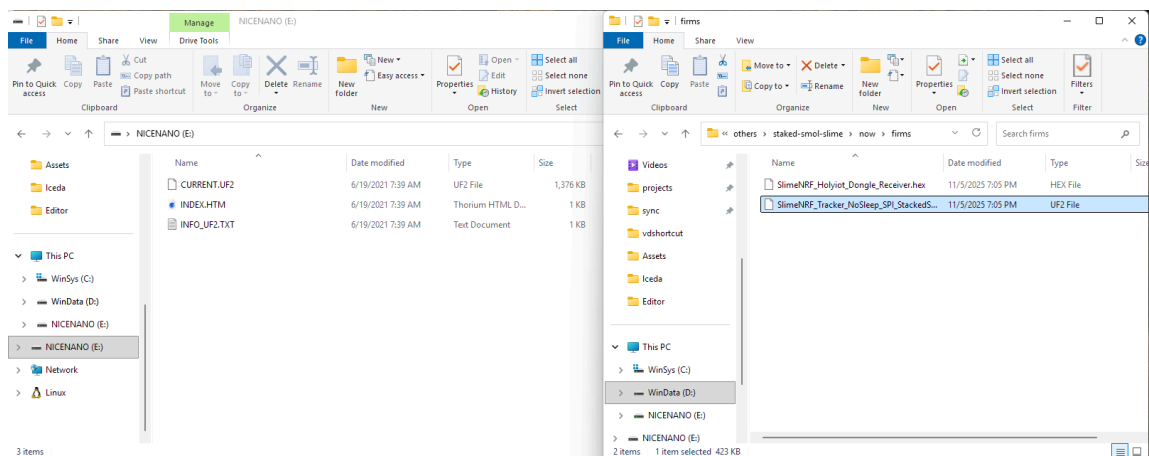 Manage NICENANO (E:)
File Home Share View Drive Tools
Pin to Quick access Copy Paste Cut Copy path Paste shortcut Move to Copy to Delete Rename New folder New Easy access Properties Open Edit History Select all Select none Invert selection
Clipboard Organize New Open Select
NICENANO (E:)
Name Date modified Type Size
Assets
Iceda
Editor
This PC
WinSys (C:)
WinData (D:)
NICENANO (E:)
NICENANO (E:)
Network
Linux
CURRENT.UF2 6/19/2021 7:39 AM UF2 File 1,376 KB
INDEX.HTM 6/19/2021 7:39 AM Thorium HTML D... 1 KB
INFO_UF2.TXT 6/19/2021 7:39 AM Text Document 1 KB
3 items
firms
File Home Share View
Pin to Quick access Copy Paste Move to Copy to Delete Rename New folder Properties Select all Select none Invert selection Filters
Clipboard Organize New Open Select Filter
« others staked-smol-slime now firms Search firms
Name Date modified Type Size
Videos
projects
sync
vdshortcut
Assets
Iceda
Editor
This PC
WinSys (C:)
WinData (D:)
NICENANO (E:)
NICENANO (E:)
SlimeNRF_Holyiot_Dongle_Receiver.hex 11/5/2025 7:05 PM HEX File
SlimeNRF_Tracker_NoSleep_SPI_StackedS... 11/5/2025 7:05 PM UF2 File
2 items 1 item selected 423 KB